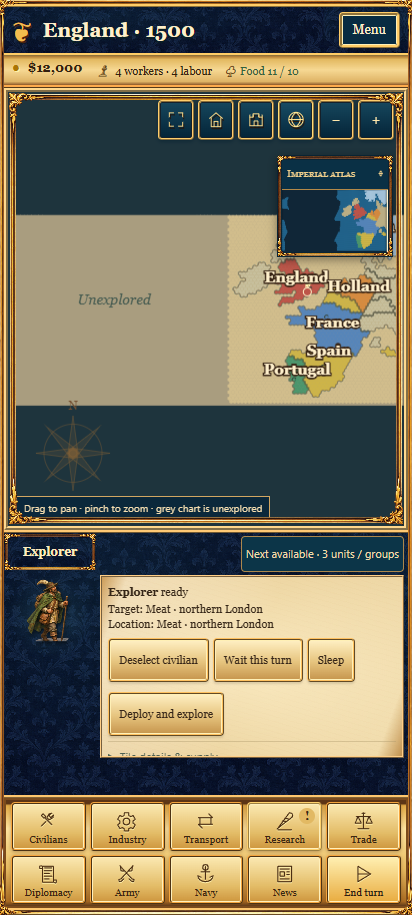 England · 1500
Menu
$12,000
4 workers · 4 labour
Food 11 / 10
Imperial atlas
Unexplored
England
Holland
France
Spain
Portugal
N
Drag to pan · pinch to zoom · grey chart is unexplored
Explorer
Next available · 3 units / groups
Explorer ready
Target: Meat · northern London
Location: Meat · northern London
Deselect civilian
Wait this turn
Sleep
Deploy and explore
Civilians
Industry
Transport
!
Research
Trade
Diplomacy
Army
Navy
News
End turn